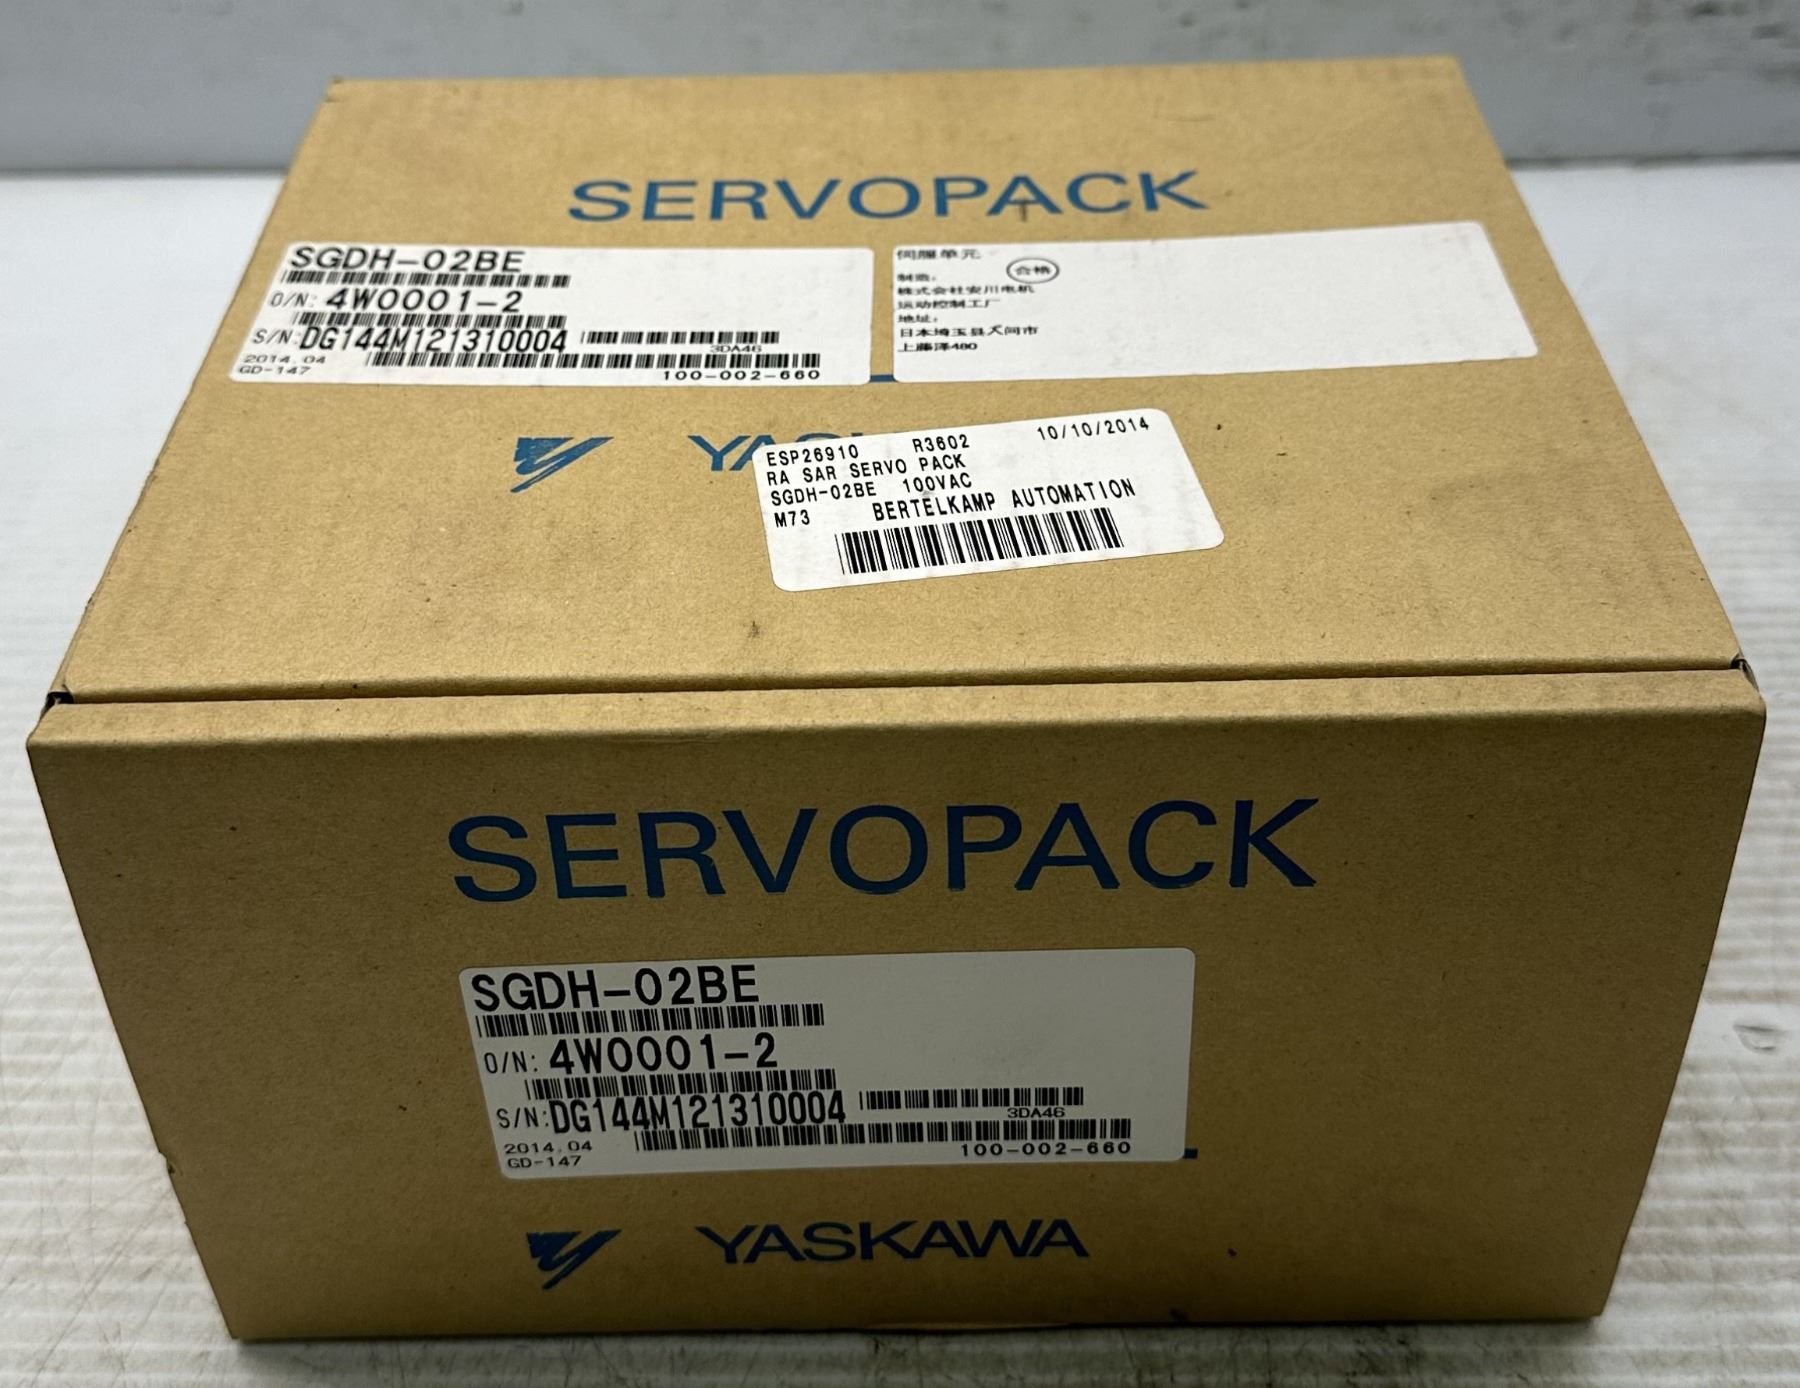 SERVOPACK
SGDH-02BE
O/N: 4W0001-2
S/N: DG144M121310004
3DA46
2014.04
GD-147
100-002-660
伺服单元
合格
制造:
株式会社安川电机
运动控制工厂
地址:
日本埼玉县入间市
上藤泽480
YAS
ESP26910 R3602 10/10/2014
RA SAR SERVO PACK
SGDH-02BE 100VAC
M73 BERTELKAMP AUTOMATION
SERVOPACK
SGDH-02BE
O/N: 4W0001-2
S/N: DG144M121310004
3DA46
2014.04
GD-147
100-002-660
YASKAWA